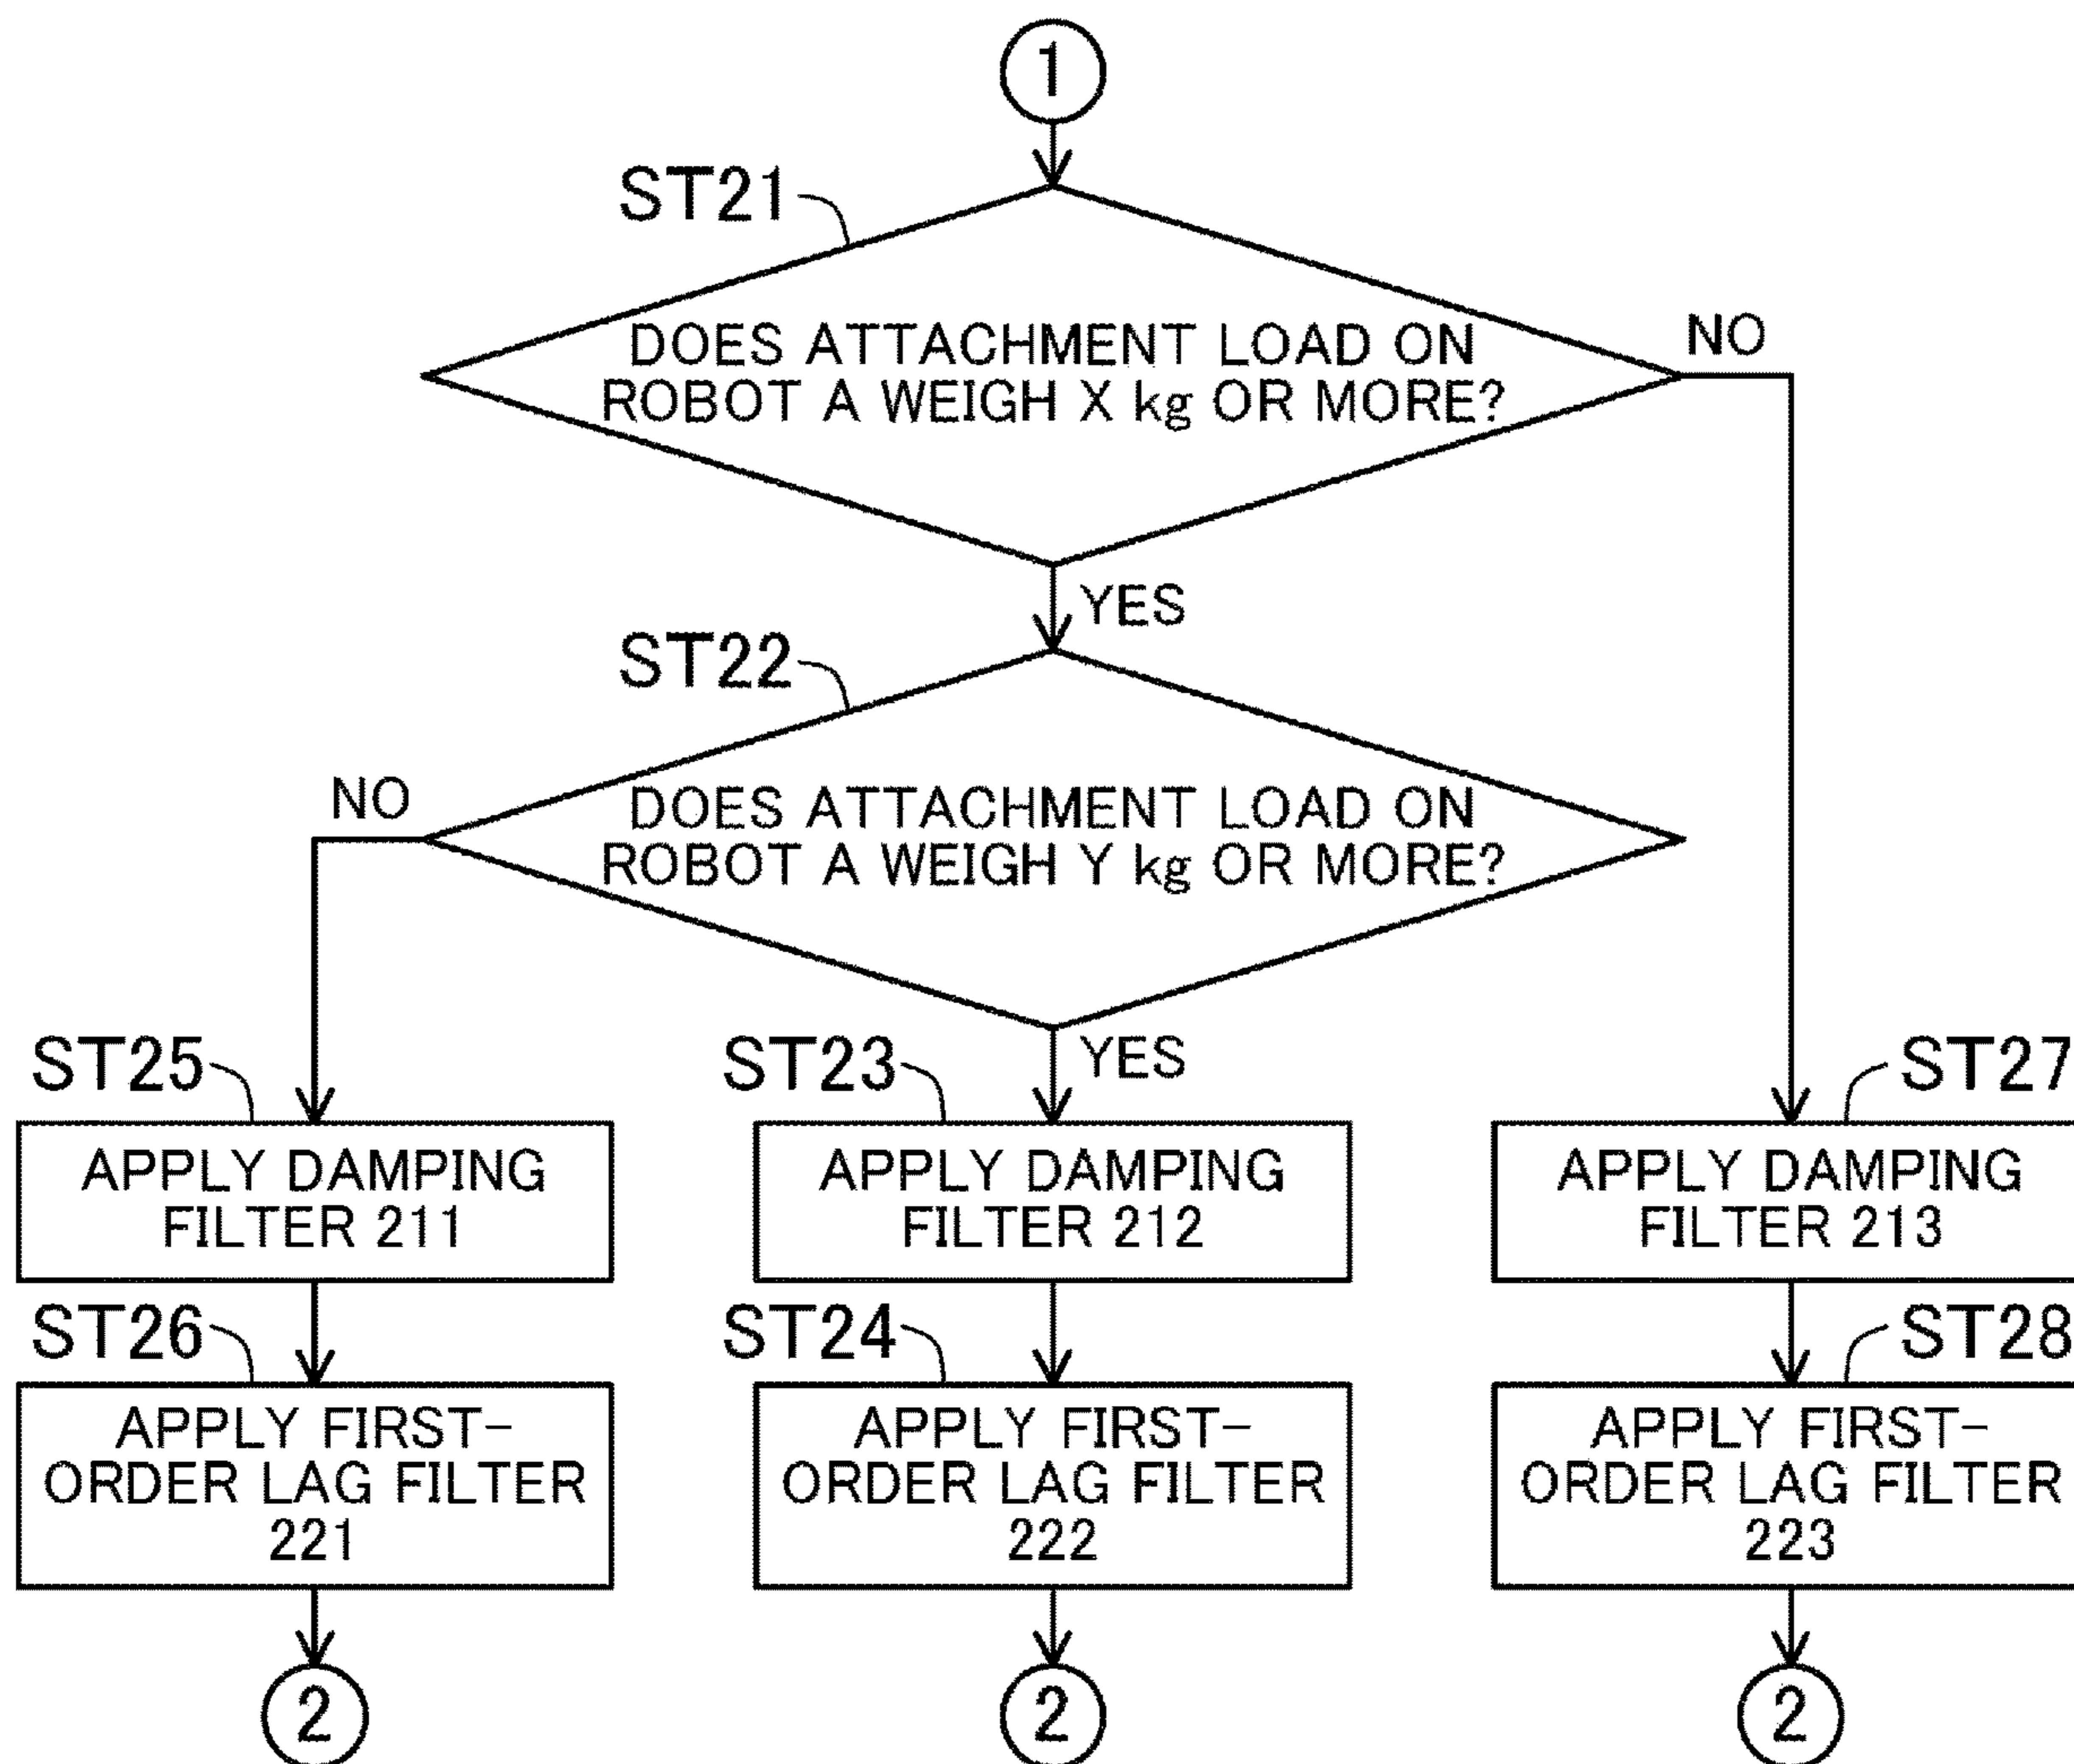 1
ST21
DOES ATTACHMENT LOAD ON
ROBOT A WEIGH X kg OR MORE?
NO
YES
ST22
NO
DOES ATTACHMENT LOAD ON
ROBOT A WEIGH Y kg OR MORE?
YES
ST25
APPLY DAMPING
FILTER 211
ST23
APPLY DAMPING
FILTER 212
ST27
APPLY DAMPING
FILTER 213
ST26
APPLY FIRST-
ORDER LAG FILTER
221
ST24
APPLY FIRST-
ORDER LAG FILTER
222
ST28
APPLY FIRST-
ORDER LAG FILTER
223
2
2
2